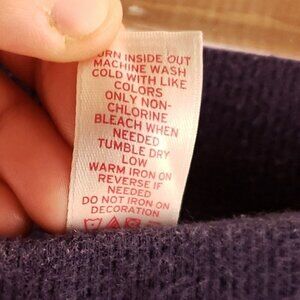 INSIDE OUT
MACHINE WASH
COLD WITH LIKE
COLORS
ONLY NON-
CHLORINE
BLEACH WHEN
NEEDED
TUMBLE DRY
LOW
WARM IRON ON
REVERSE IF
NEEDED
DO NOT IRON ON
DECORATION